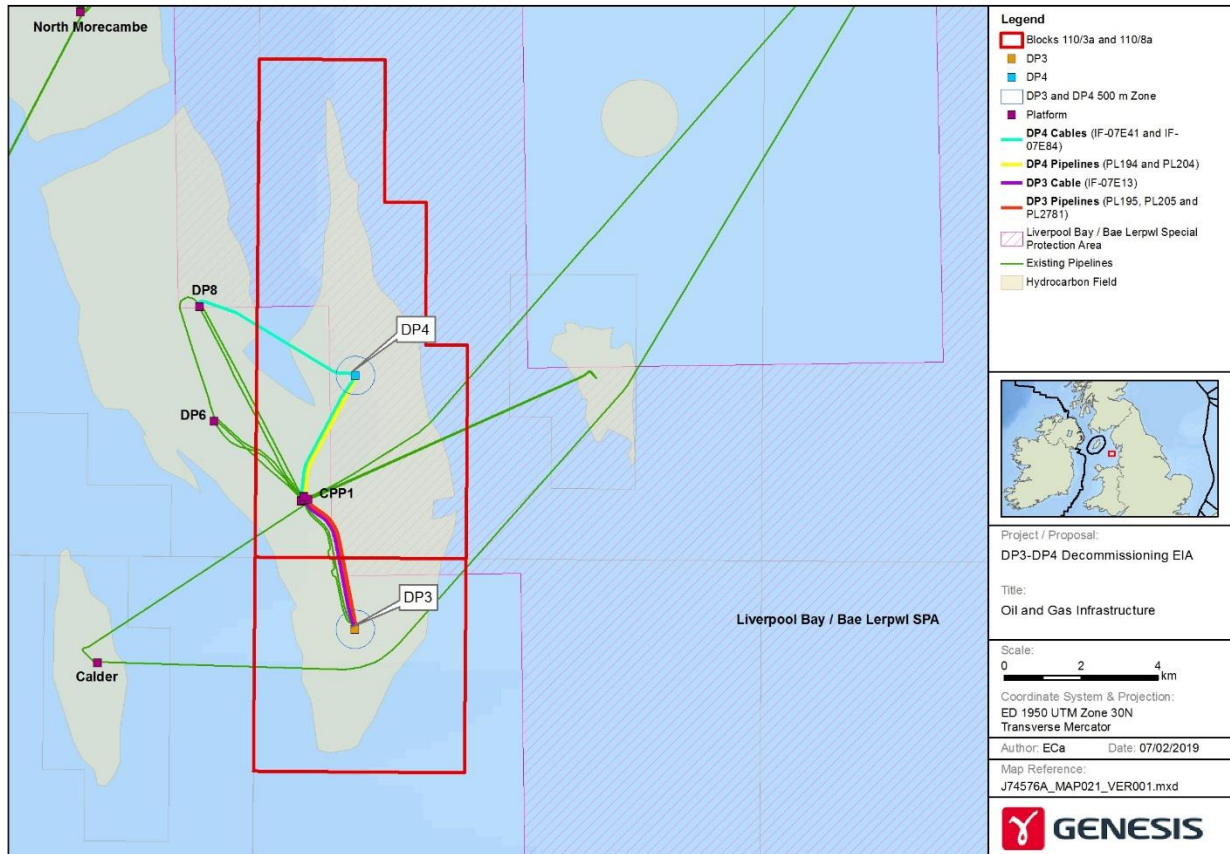 North Morecambe
DP8
DP4
DP6
CPP1
DP3
Calder
Liverpool Bay / Bae Lerpwl SPA
Legend
Blocks 110/3a and 110/8a
DP3
DP4
DP3 and DP4 500 m Zone
Platform
DP4 Cables (IF-07E41 and IF-
07E84)
DP4 Pipelines (PL194 and PL204)
DP3 Cable (IF-07E13)
DP3 Pipelines (PL195, PL205 and
PL2781)
Liverpool Bay / Bae Lerpwl Special
Protection Area
Existing Pipelines
Hydrocarbon Field
Project / Proposal:
DP3-DP4 Decommissioning EIA
Title:
Oil and Gas Infrastructure
Scale:
0 2 4
km
Coordinate System & Projection:
ED 1950 UTM Zone 30N
Transverse Mercator
Author: ECa Date: 07/02/2019
Map Reference:
J74576A_MAP021_VER001.mxd
GENESIS